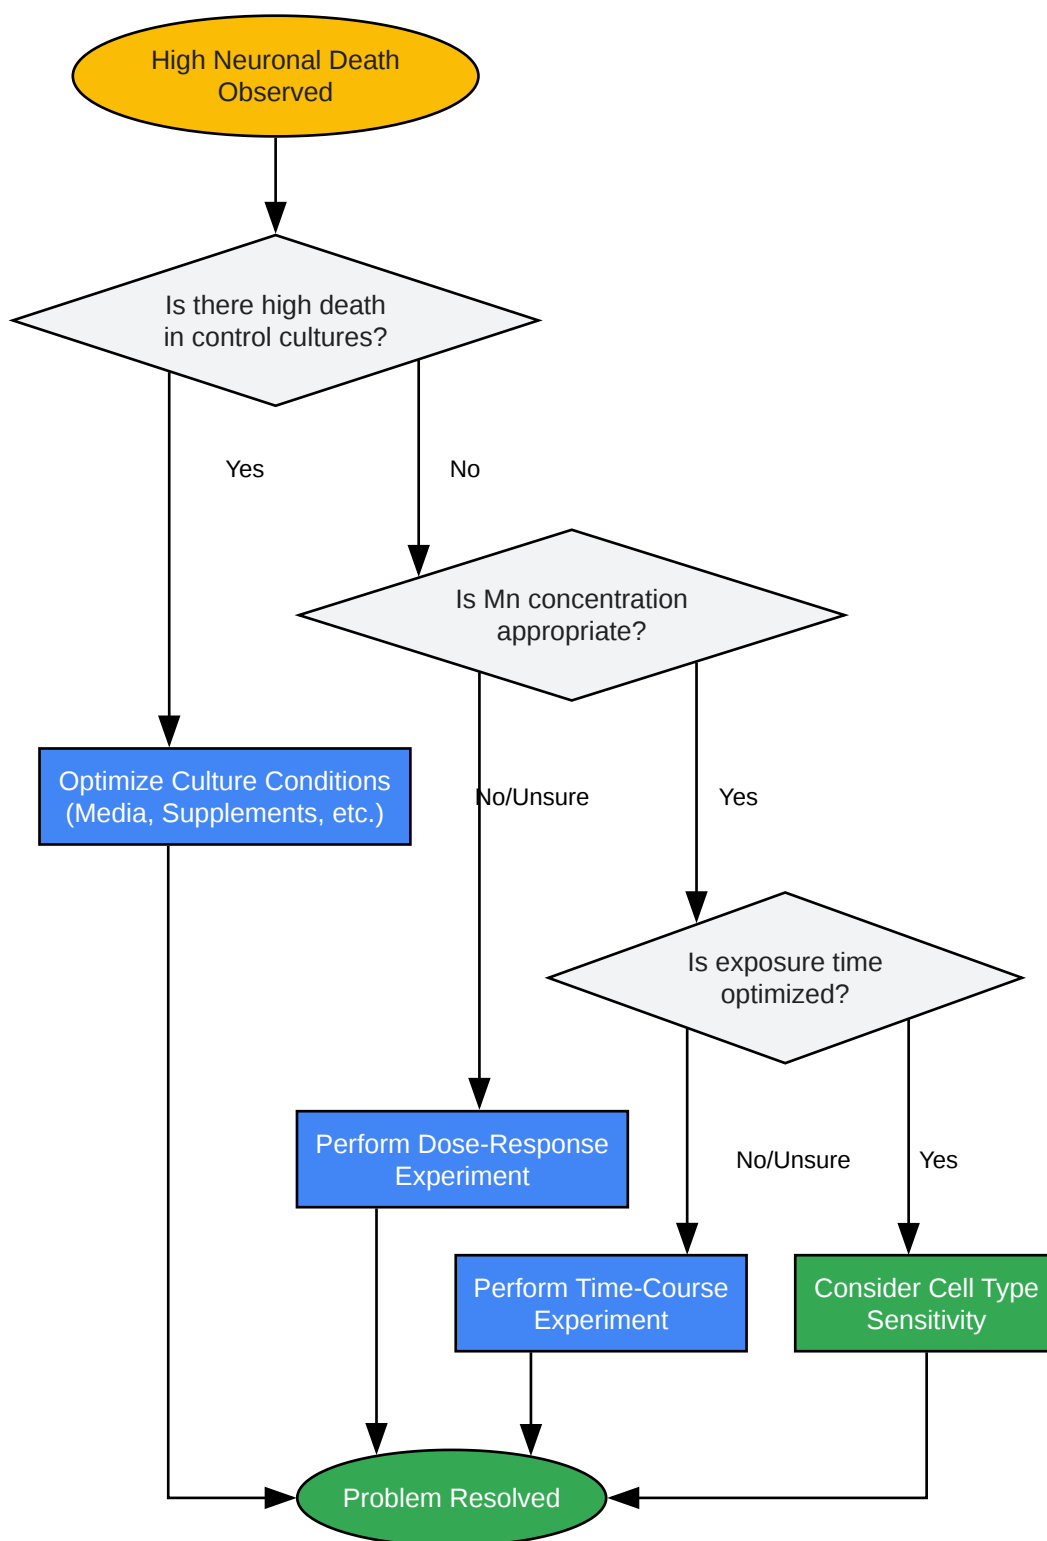 High Neuronal Death
Observed
Is there high death
in control cultures?
Yes
No
Is Mn concentration
appropriate?
Optimize Culture Conditions
(Media, Supplements, etc.)
No/Unsure
Yes
Is exposure time
optimized?
Perform Dose-Response
Experiment
No/Unsure
Yes
Perform Time-Course
Experiment
Consider Cell Type
Sensitivity
Problem Resolved